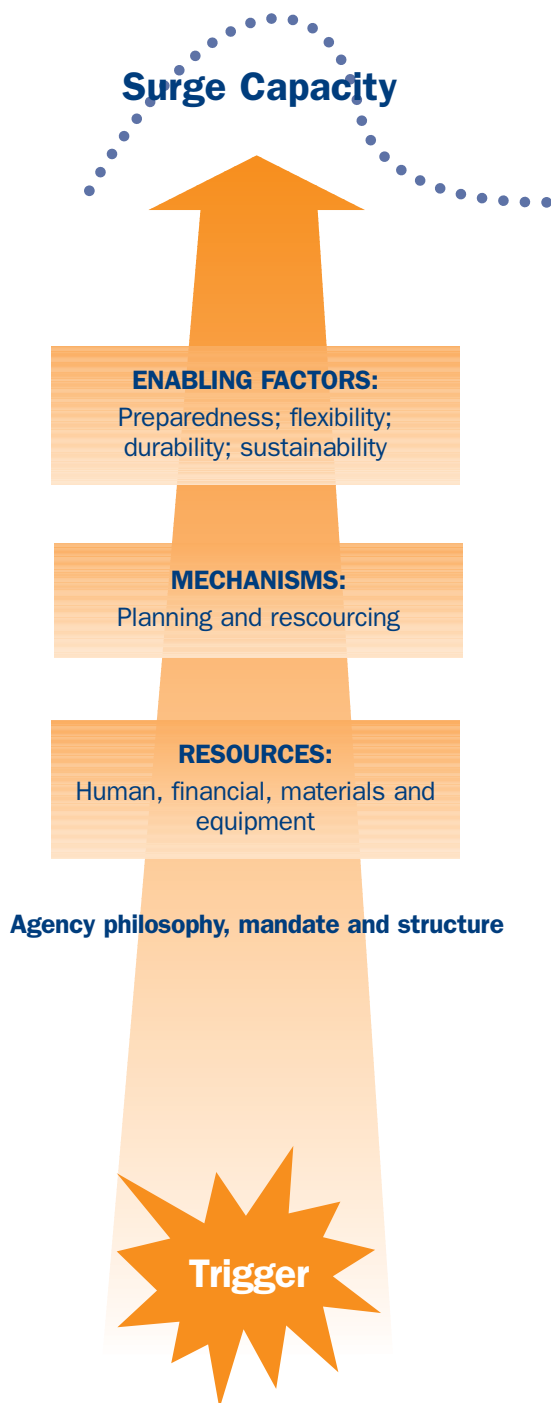 Surge Capacity
ENABLING FACTORS:
Preparedness; flexibility;
durability; sustainability
MECHANISMS:
Planning and rescourcing
RESOURCES:
Human, financial, materials and
equipment
Agency philosophy, mandate and structure
Trigger